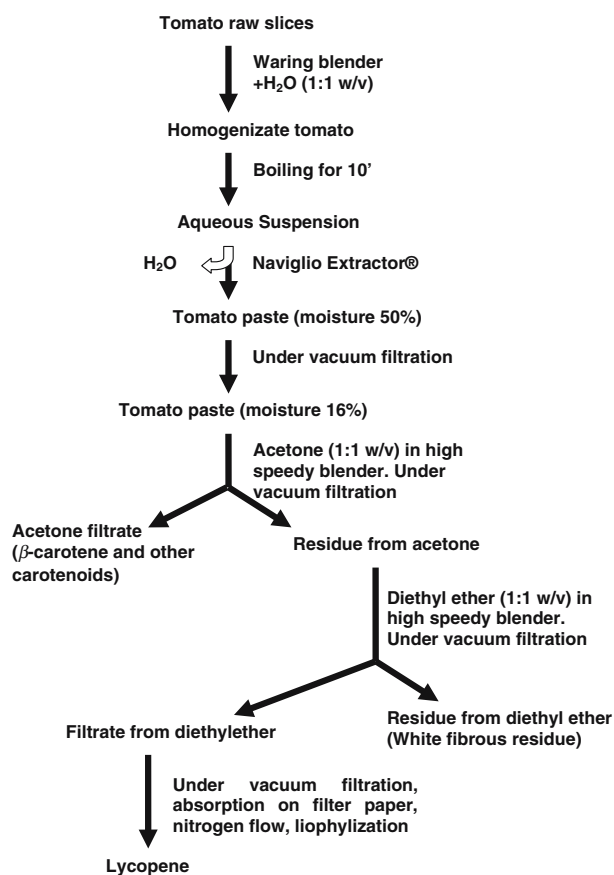 Tomato raw slices
Waring blender
+H₂O (1:1 w/v)
Homogenizate tomato
Boiling for 10'
Aqueous Suspension
H₂O
Naviglio Extractor®
Tomato paste (moisture 50%)
Under vacuum filtration
Tomato paste (moisture 16%)
Acetone (1:1 w/v) in high
speedy blender. Under
vacuum filtration
Acetone filtrate
(β-carotene and other
carotenoids)
Residue from acetone
Diethyl ether (1:1 w/v) in
high speedy blender.
Under vacuum filtration
Filtrate from diethylether
Residue from diethyl ether
(White fibrous residue)
Under vacuum filtration,
absorption on filter paper,
nitrogen flow, liophylization
Lycopene